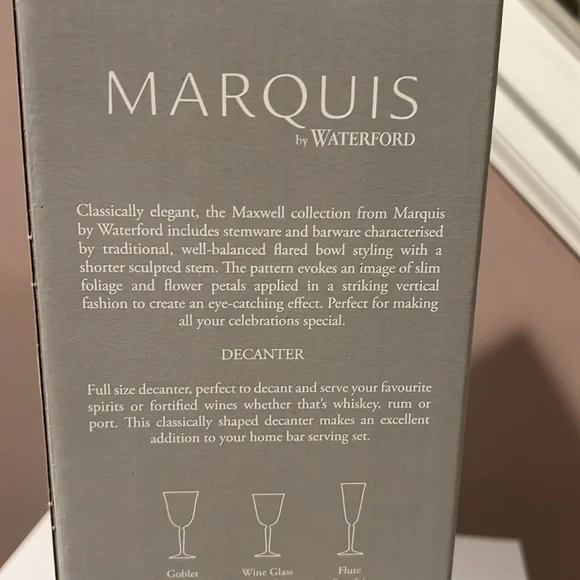 MARQUIS
by WATERFORD
Classically elegant, the Maxwell collection from Marquis
by Waterford includes stemware and barware characterised
by traditional, well-balanced flared bowl styling with a
shorter sculpted stem. The pattern evokes an image of slim
foliage and flower petals applied in a striking vertical
fashion to create an eye-catching effect. Perfect for making
all your celebrations special.
DECANTER
Full size decanter, perfect to decant and serve your favourite
spirits or fortified wines whether that's whiskey, rum or
port. This classically shaped decanter makes an excellent
addition to your home bar serving set.
Goblet Wine Glass Flute